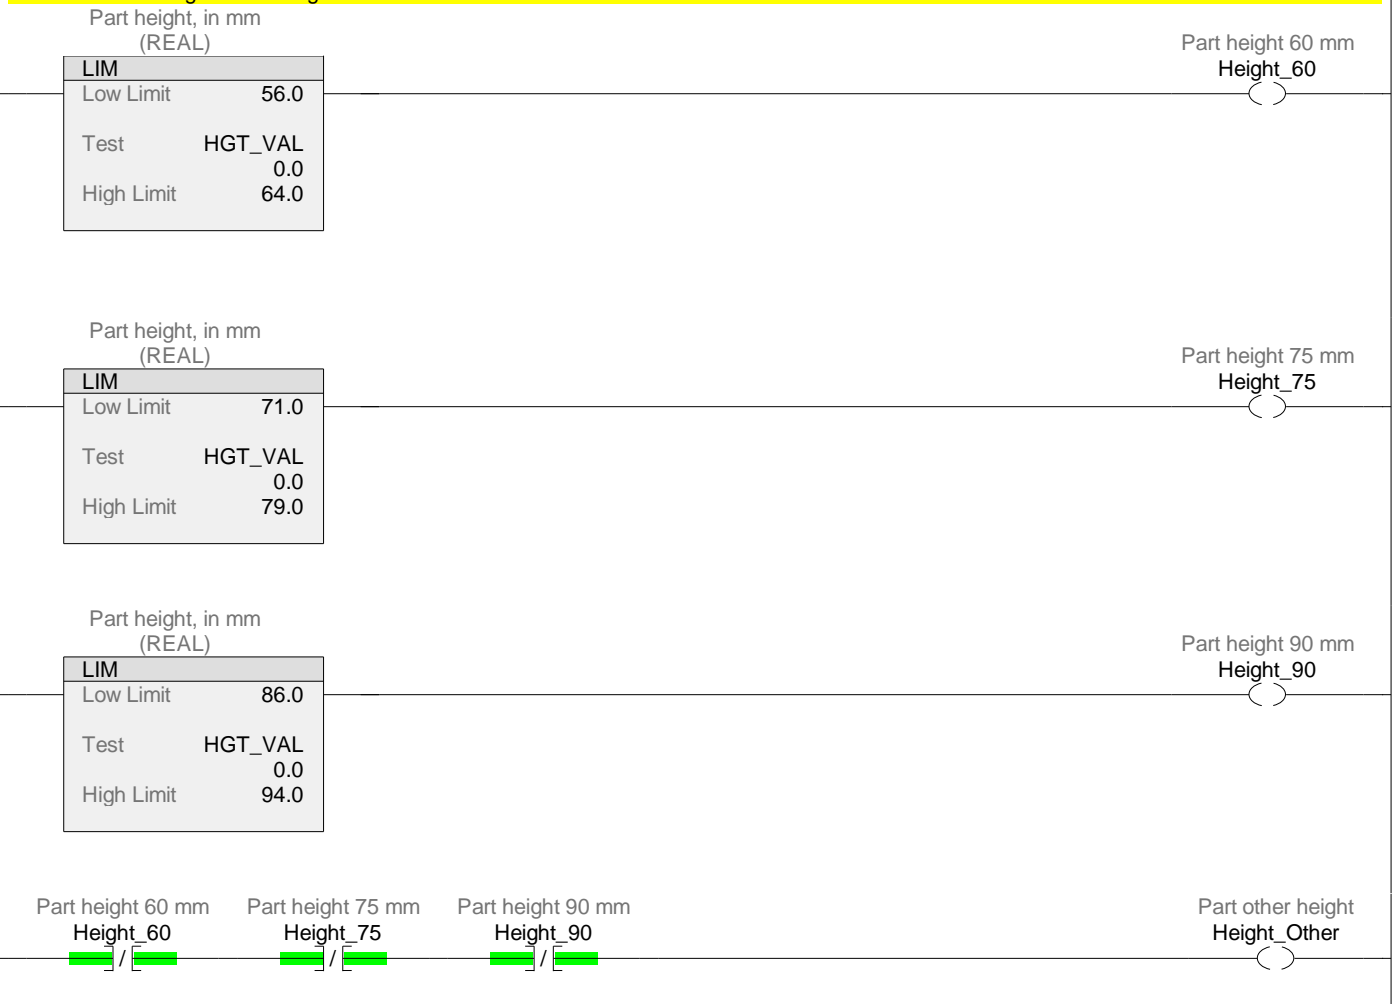 Part height, in mm
(REAL)
LIM
Low Limit 56.0
Test HGT_VAL
0.0
High Limit 64.0
Part height 60 mm
Height_60
Part height, in mm
(REAL)
LIM
Low Limit 71.0
Test HGT_VAL
0.0
High Limit 79.0
Part height 75 mm
Height_75
Part height, in mm
(REAL)
LIM
Low Limit 86.0
Test HGT_VAL
0.0
High Limit 94.0
Part height 90 mm
Height_90
Part height 60 mm
Height_60
/
Part height 75 mm
Height_75
/
Part height 90 mm
Height_90
/
Part other height
Height_Other